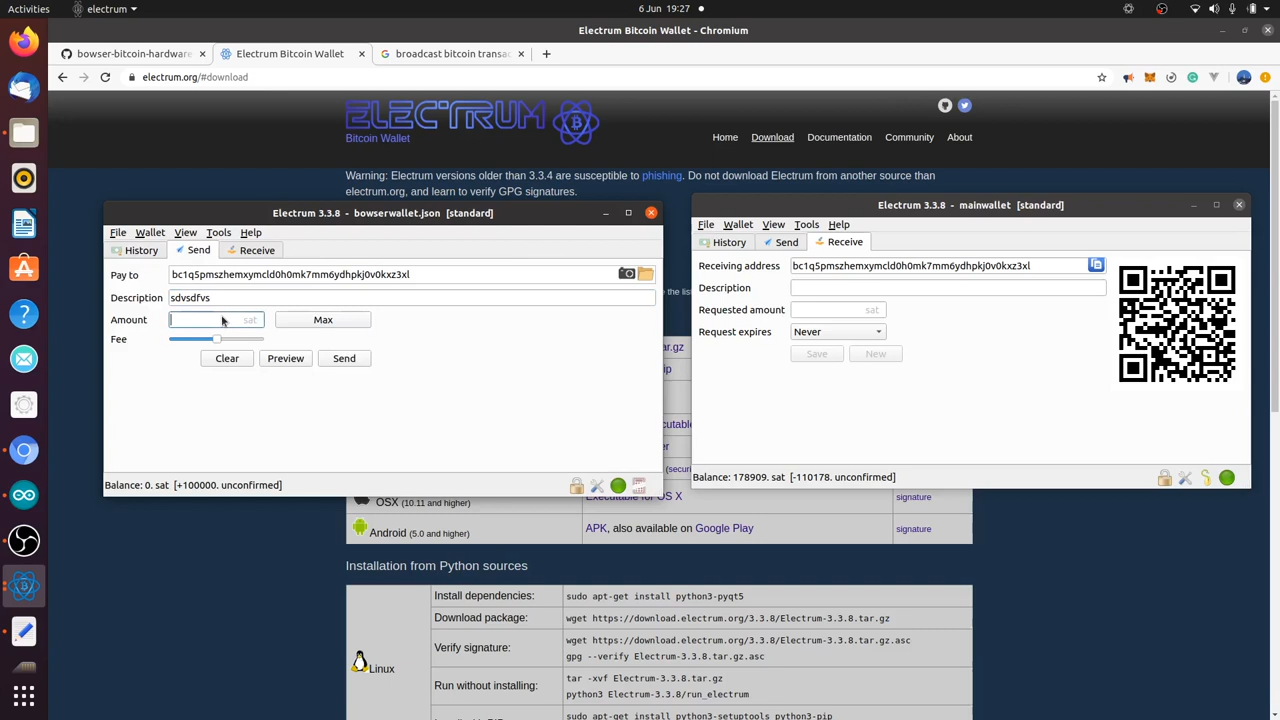 Activities
electrum
6 Jun 19:27
Electrum Bitcoin Wallet - Chromium
bowser-bitcoin-hardware
Electrum Bitcoin Wallet
broadcast bitcoin transac
electrum.org/#download
ELECTRUM
Bitcoin Wallet
Home Download Documentation Community About
Warning: Electrum versions older than 3.3.4 are susceptible to phishing. Do not download Electrum from another source than
electrum.org, and learn to verify GPG signatures.
Electrum 3.3.8 - bowserwallet.json [standard]
File Wallet View Tools Help
History Send Receive
Pay to bc1q5pmszhemxymcld0h0mk7mm6ydhpkj0v0kxz3xl
Description sdvsdfvs
Amount sat Max
Fee
Clear Preview Send
Balance: 0. sat [+100000. unconfirmed]
Electrum 3.3.8 - mainwallet [standard]
File Wallet View Tools Help
History Send Receive
Receiving address bc1q5pmszhemxymcld0h0mk7mm6ydhpkj0v0kxz3xl
Description
Requested amount sat
Request expires Never
Save New
Balance: 178909. sat [-110178. unconfirmed]
the list
tar.gz
ip
cutabl
er
(securi
OSX (10.11 and higher) Executable for OS X signature
Android (5.0 and higher) APK, also available on Google Play signature
Installation from Python sources
Linux
Install dependencies: sudo apt-get install python3-pyqt5
Download package: wget https://download.electrum.org/3.3.8/Electrum-3.3.8.tar.gz
Verify signature: wget https://download.electrum.org/3.3.8/Electrum-3.3.8.tar.gz.asc
gpg --verify Electrum-3.3.8.tar.gz.asc
Run without installing: tar -xvf Electrum-3.3.8.tar.gz
python3 Electrum-3.3.8/run_electrum
sudo apt-get install python3-setuptools python3-pip